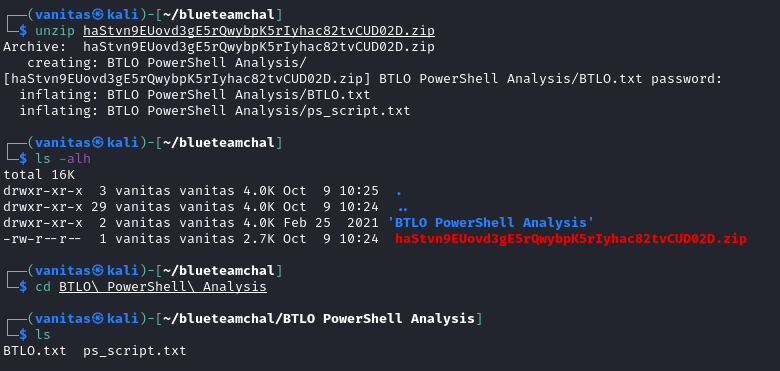 ┌──(vanitas㉿kali)-[~/blueteamchal]
└─$ unzip haStvn9EUovd3gE5rQwybpK5rIyhac82tvCUD02D.zip
Archive:  haStvn9EUovd3gE5rQwybpK5rIyhac82tvCUD02D.zip
   creating: BTLO PowerShell Analysis/
[haStvn9EUovd3gE5rQwybpK5rIyhac82tvCUD02D.zip] BTLO PowerShell Analysis/BTLO.txt password:
  inflating: BTLO PowerShell Analysis/BTLO.txt
  inflating: BTLO PowerShell Analysis/ps_script.txt
┌──(vanitas㉿kali)-[~/blueteamchal]
└─$ ls -alh
total 16K
drwxr-xr-x  3 vanitas vanitas 4.0K Oct  9 10:25  .
drwxr-xr-x 29 vanitas vanitas 4.0K Oct  9 10:24  ..
drwxr-xr-x  2 vanitas vanitas 4.0K Feb 25  2021 'BTLO PowerShell Analysis'
-rw-r--r--  1 vanitas vanitas 2.7K Oct  9 10:24  haStvn9EUovd3gE5rQwybpK5rIyhac82tvCUD02D.zip
┌──(vanitas㉿kali)-[~/blueteamchal]
└─$ cd BTLO\ PowerShell\ Analysis
┌──(vanitas㉿kali)-[~/blueteamchal/BTLO PowerShell Analysis]
└─$ ls
BTLO.txt  ps_script.txt